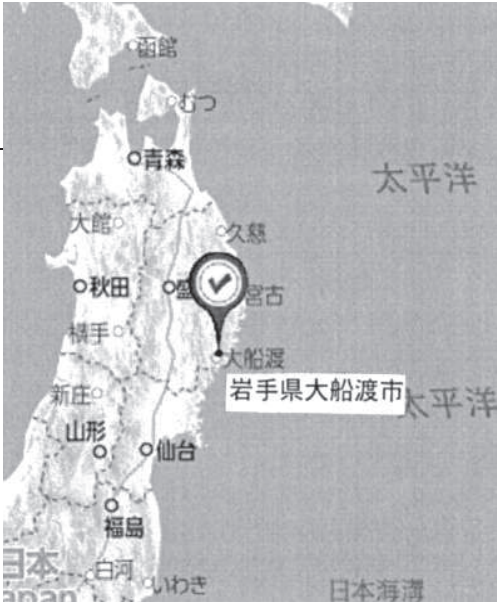 函館
むつ
青森
太平洋
大館
久慈
秋田
盛
宮古
横手
大船渡
岩手県大船渡市
新庄
太平洋
山形
仙台
福島
日本
白河
いわき
Japan
日本海溝